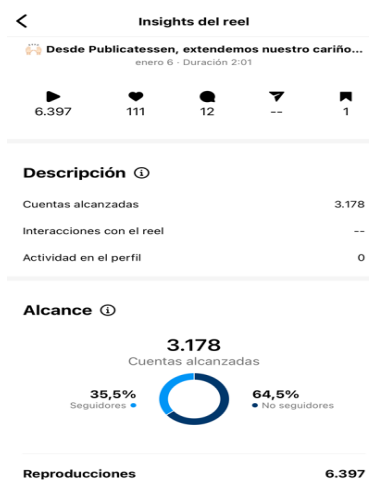 Insights del reel
🙌🏻 Desde Publicatessen, extendemos nuestro cariño...
enero 6 · Duración 2:01
6.397 111 12 -- 1
Descripción
Cuentas alcanzadas 3.178
Interacciones con el reel --
Actividad en el perfil 0
Alcance
3.178
Cuentas alcanzadas
35,5% 64,5%
Seguidores No seguidores
Reproducciones 6.397